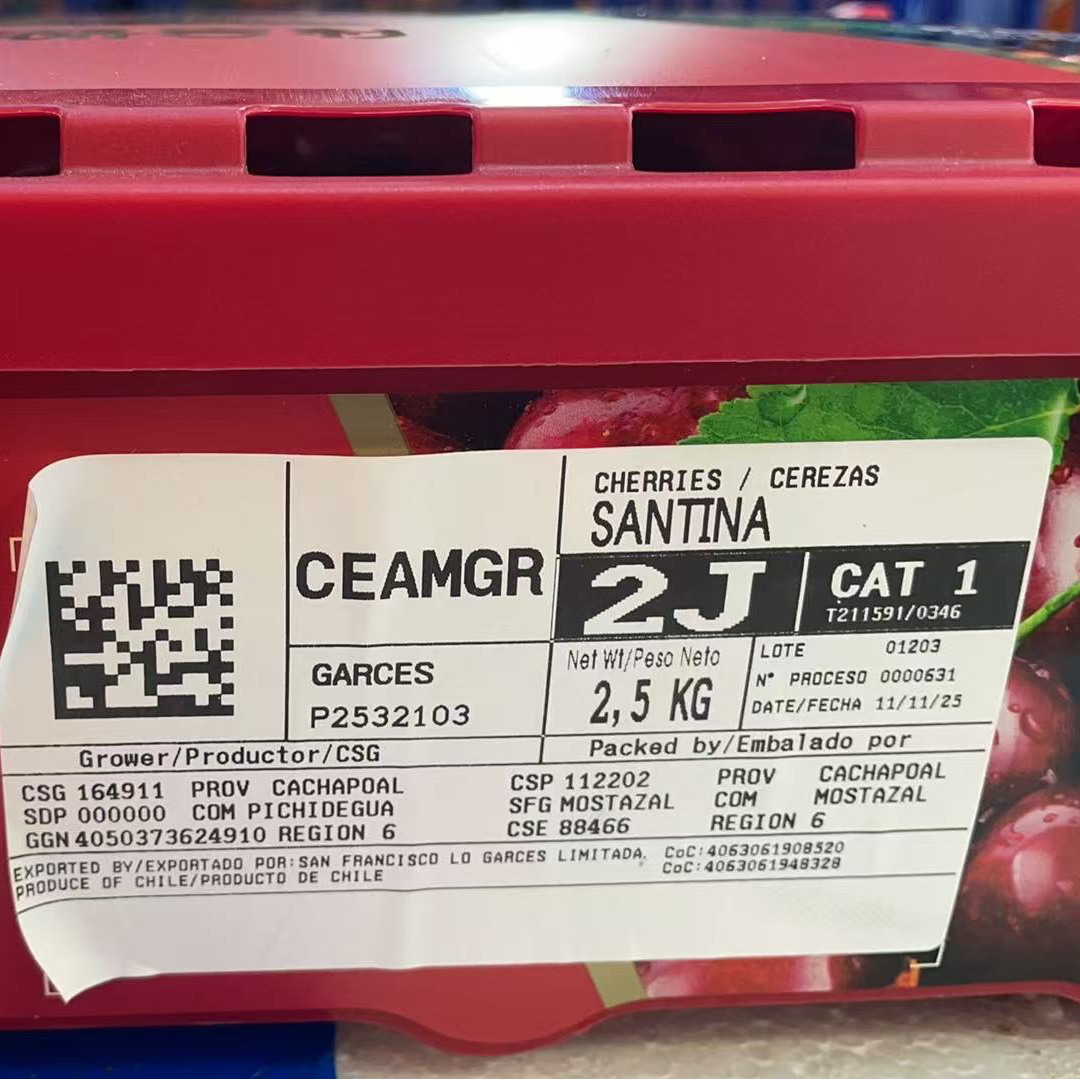 CHERRIES / CEREZAS
SANTINA
CEAMGR
2J
CAT 1
T211591/0346
GARCES
P2532103
Net Wt/Peso Neto
2,5 KG
LOTE 01203
N° PROCESO 0000631
DATE/FECHA 11/11/25
Grower/Productor/CSG
Packed by/Embalado por
CSG 164911 PROV CACHAPOAL
SDP 000000 COM PICHIDEGUA
GGN 4050373624910 REGION 6
CSP 112202 PROV CACHAPOAL
SFG MOSTAZAL COM MOSTAZAL
CSE 88466 REGION 6
EXPORTED BY/EXPORTADO POR:SAN FRANCISCO LO GARCES LIMITADA. CoC:4063061908520
PRODUCE OF CHILE/PRODUCTO DE CHILE CoC:4063061948328